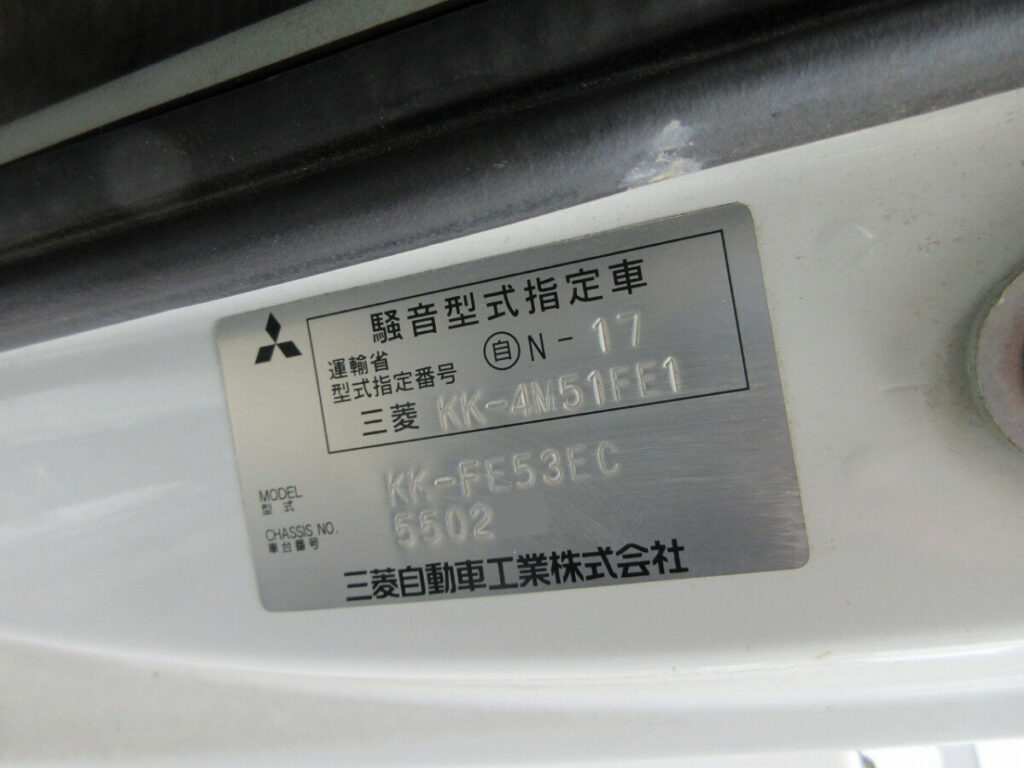 騒音型式指定車
運輸省
型式指定番号 自 N - 17
三菱 KK-4M51FE1
MODEL
型式 KK-FE53EC
CHASSIS NO.
車台番号 5502
三菱自動車工業株式会社